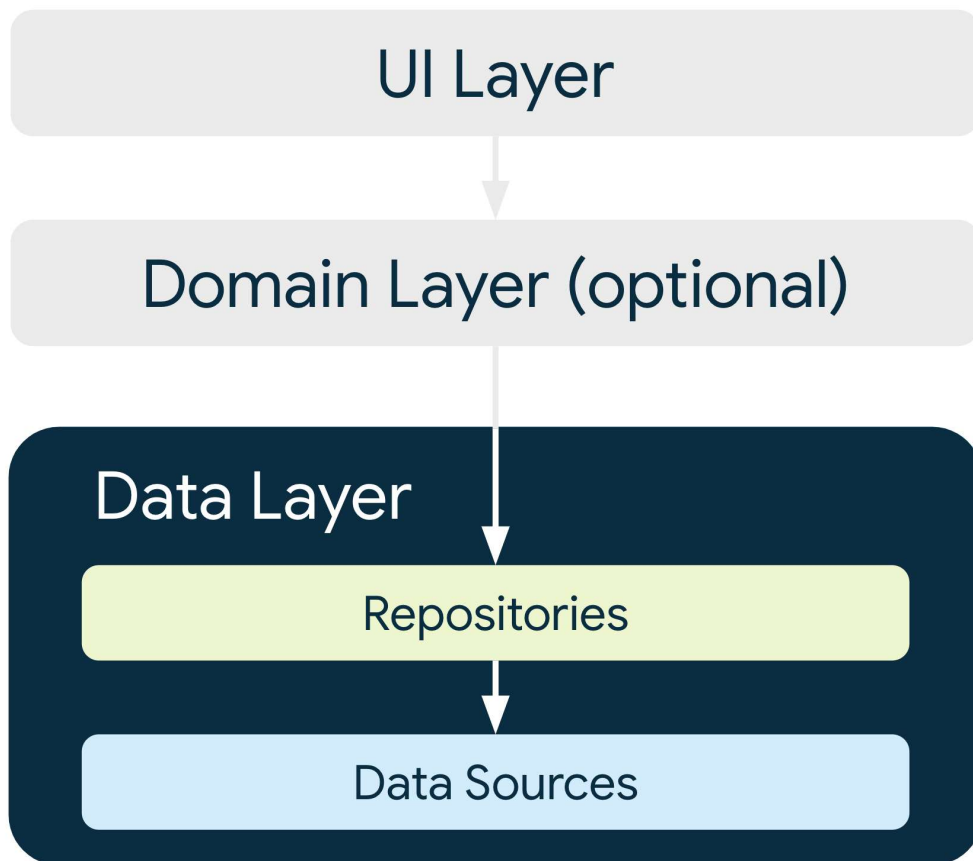 UI Layer
Domain Layer (optional)
Data Layer
Repositories
Data Sources